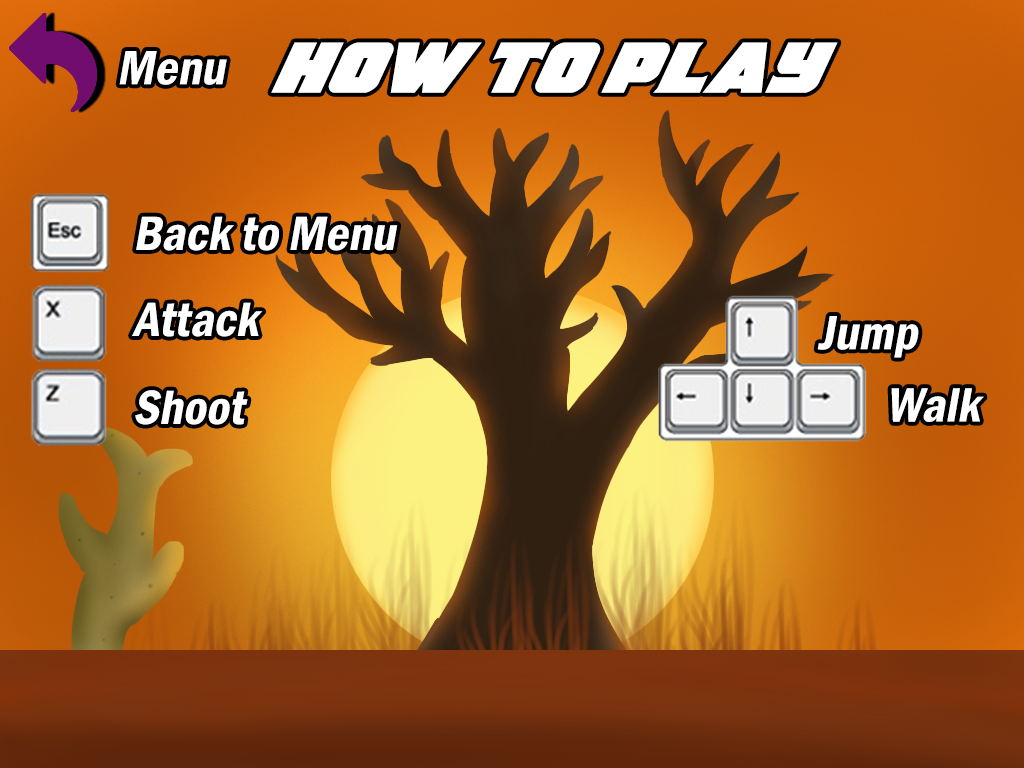 Menu
HOW TO PLAY
Esc
Back to Menu
X
Attack
Z
Shoot
↑
Jump
← ↓ →
Walk